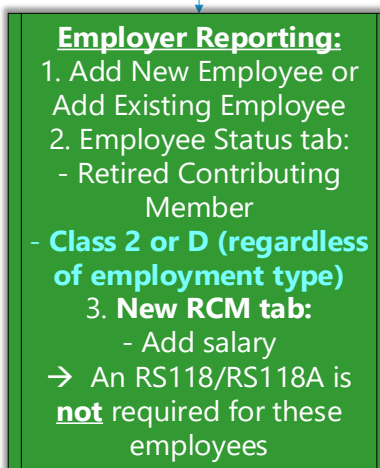 Employer Reporting:
1. Add New Employee or
Add Existing Employee
2. Employee Status tab:
- Retired Contributing
Member
- Class 2 or D (regardless
of employment type)
3. New RCM tab:
- Add salary
→ An RS118/RS118A is
not required for these
employees